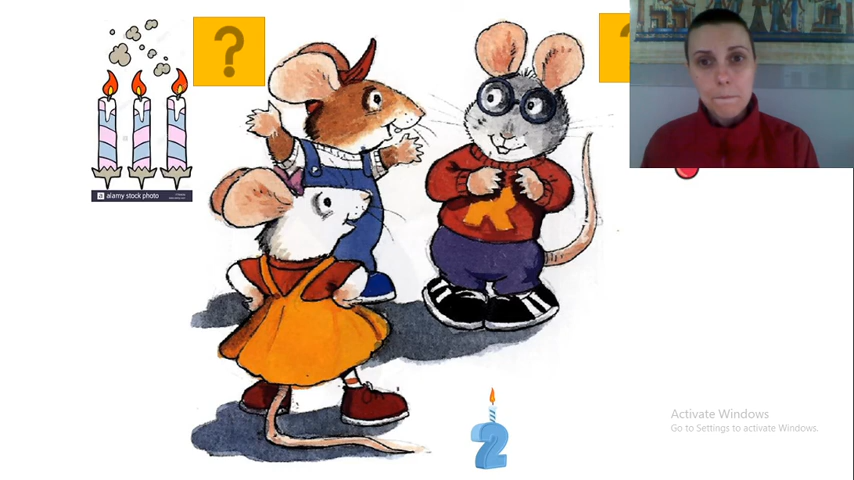 ?
?
a alamy stock photo
2
Activate Windows
Go to Settings to activate Windows.